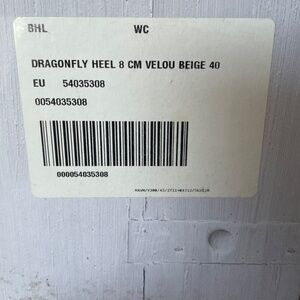 BHL WC
DRAGONFLY HEEL 8 CM VELOU BEIGE 40
EU 54035308
0054035308
000054035308